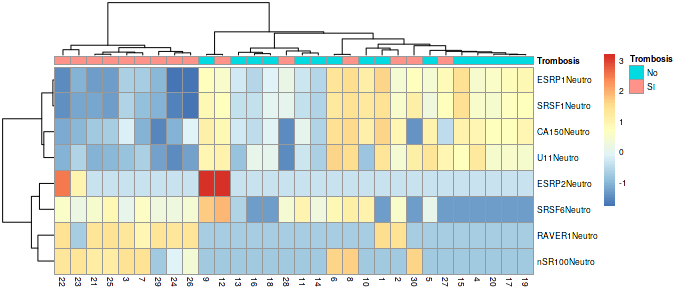 Trombosis
ESRP1Neutro
SRSF1Neutro
CA150Neutro
U11Neutro
ESRP2Neutro
SRSF6Neutro
RAVER1Neutro
nSR100Neutro
22 23 21 25 3 7 29 24 26 9 12 13 16 18 28 11 14 6 8 10 1 2 30 5 27 15 4 20 17 19
3
2
1
0
-1
Trombosis
No
SI